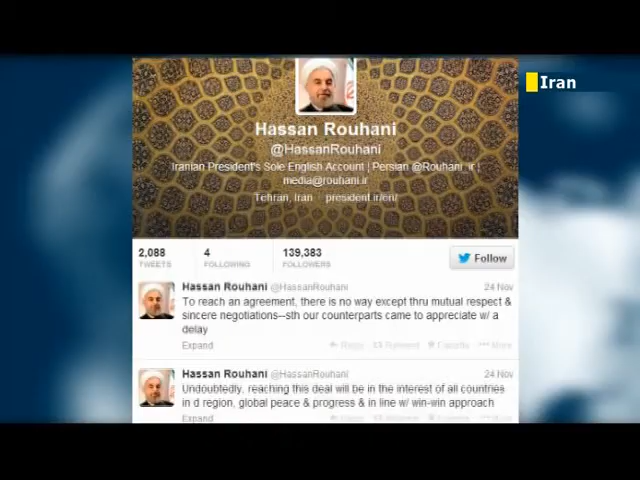 Iran
Hassan Rouhani
@HassanRouhani
Iranian President's Sole English Account | Persian @Rouhani_ir |
media@rouhani.ir
Tehran, Iran · president.ir/en/
2,088
TWEETS
4
FOLLOWING
139,383
FOLLOWERS
Follow
Hassan Rouhani @HassanRouhani 24 Nov
To reach an agreement, there is no way except thru mutual respect &
sincere negotiations--sth our counterparts came to appreciate w/ a
delay
Expand Reply Retweet Favorite More
Hassan Rouhani @HassanRouhani 24 Nov
Undoubtedly, reaching this deal will be in the interest of all countries
in d region, global peace & progress & in line w/ win-win approach
Expand